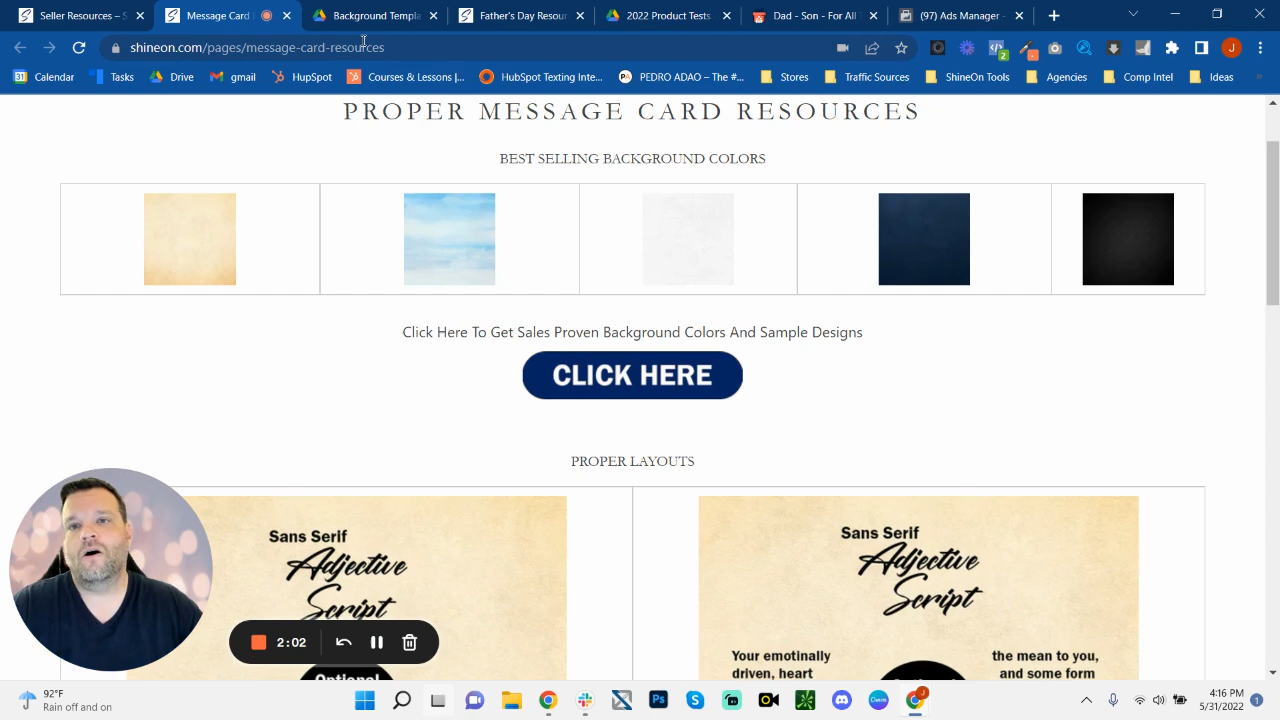 Seller Resources – S
Message Card
Background Templa
Father's Day Resour
2022 Product Tests
Dad - Son - For All T
(97) Ads Manager -
shineon.com/pages/message-card-resources
Calendar
Tasks
Drive
gmail
HubSpot
Courses & Lessons |...
HubSpot Texting Inte...
PEDRO ADAO – The #...
Stores
Traffic Sources
ShineOn Tools
Agencies
Comp Intel
Ideas
PROPER MESSAGE CARD RESOURCES
BEST SELLING BACKGROUND COLORS
Click Here To Get Sales Proven Background Colors And Sample Designs
CLICK HERE
PROPER LAYOUTS
Sans Serif
Adjective
Script
Sans Serif
Adjective
Script
Your emotinally
driven, heart
the mean to you,
and some form
2:02
92°F
Rain off and on
4:16 PM
5/31/2022